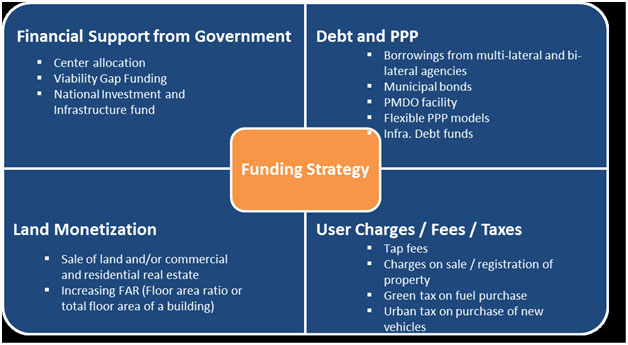 Financial Support from Government
Center allocation
Viability Gap Funding
National Investment and
Infrastructure fund
Debt and PPP
Borrowings from multi-lateral and bi-
lateral agencies
Municipal bonds
PMDO facility
Flexible PPP models
Infra. Debt funds
Funding Strategy
Land Monetization
Sale of land and/or commercial
and residential real estate
Increasing FAR (Floor area ratio or
total floor area of a building)
User Charges / Fees / Taxes
Tap fees
Charges on sale / registration of
property
Green tax on fuel purchase
Urban tax on purchase of new
vehicles